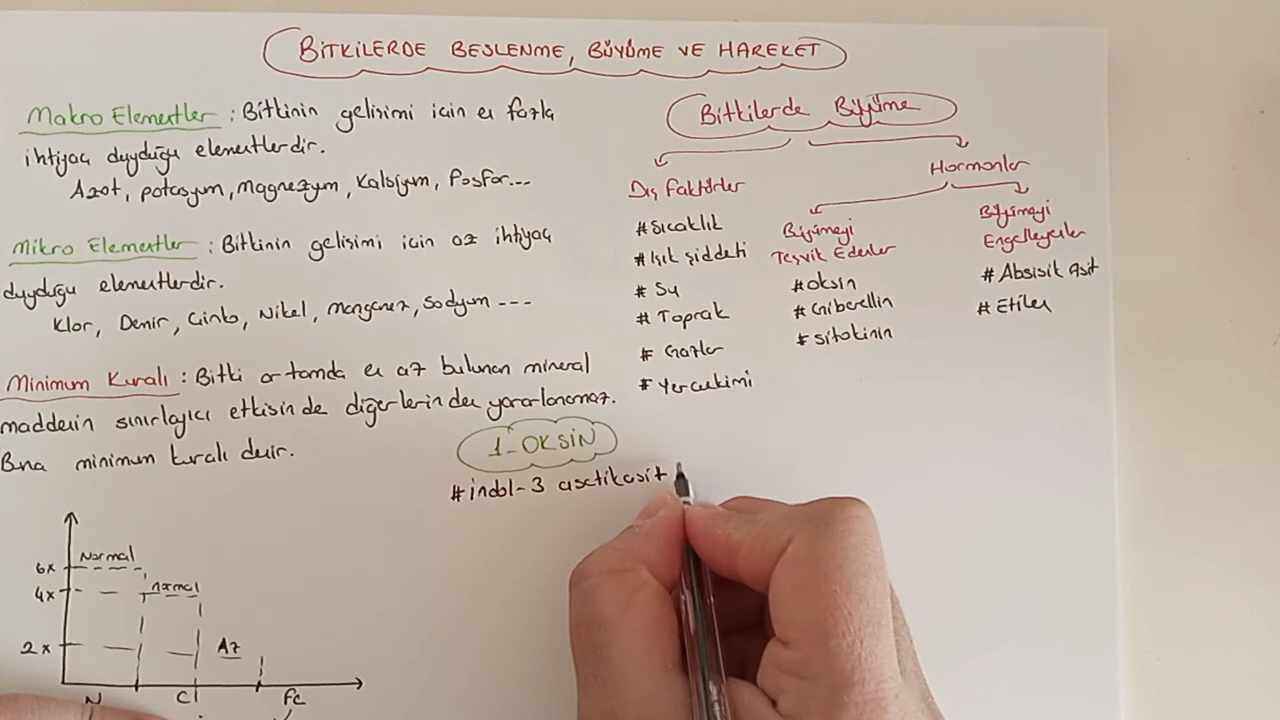 BİTKİLERDE BESLENME, BÜYÜME VE HAREKET
Makro Elementler : Bitkinin gelişimi için en fazla
ihtiyaç duyduğu elementlerdir.
Azot, potasyum, Magnezyum, Kalsiyum, Fosfor...
Mikro Elementler : Bitkinin gelişimi için az ihtiyaç
duyduğu elementlerdir.
Klor, Demir, Çinko, Nikel, mangenez, Sodyum ---
Minimum Kuralı : Bitki ortamda en az bulunan mineral
maddenin sınırlayıcı etkisinde diğerlerinden yararlanamaz.
Buna minimum kuralı denir.
6x
Normal
4x
normal
2x
Az
N
Cl
Fe
Bitkilerde Büyüme
Dış Faktörler
#Sıcaklık
#Işık şiddeti
#Su
#Toprak
#Gazlar
#Yerçekimi
Hormonlar
Büyümeyi
Teşvik Edenler
#oksin
#Giberellin
#sitokinin
Büyümeyi
Engelleyenler
#Absisik asit
#Etilen
1-OKSİN
#indol-3 asetikasit